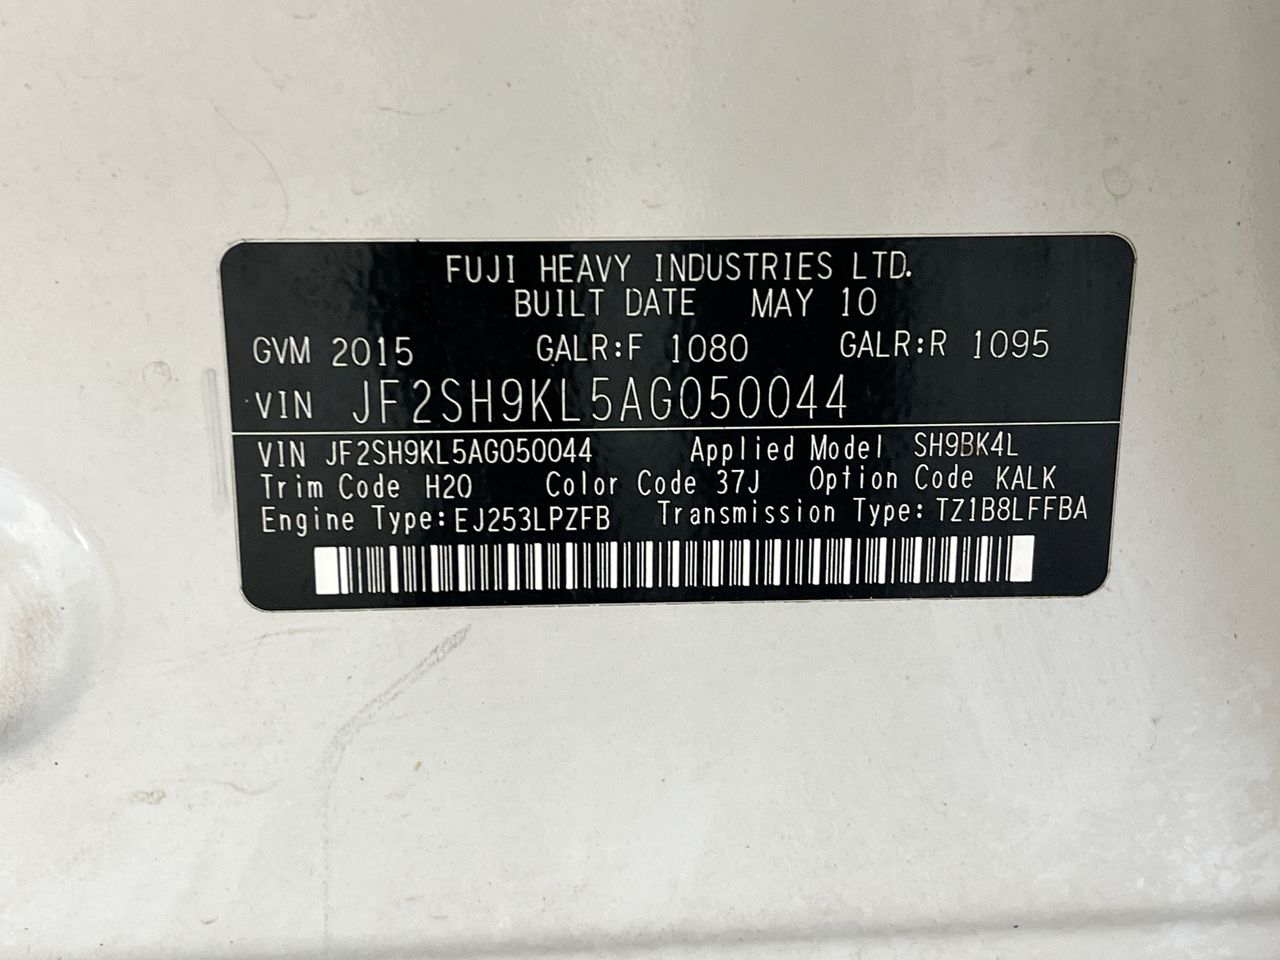 FUJI HEAVY INDUSTRIES LTD.
BUILT DATE MAY 10
GVM 2015 GALR:F 1080 GALR:R 1095
VIN JF2SH9KL5AG050044
VIN JF2SH9KL5AG050044 Applied Model SH9BK4L
Trim Code H20 Color Code 37J Option Code KALK
Engine Type:EJ253LPZFB Transmission Type:TZ1B8LFFBA